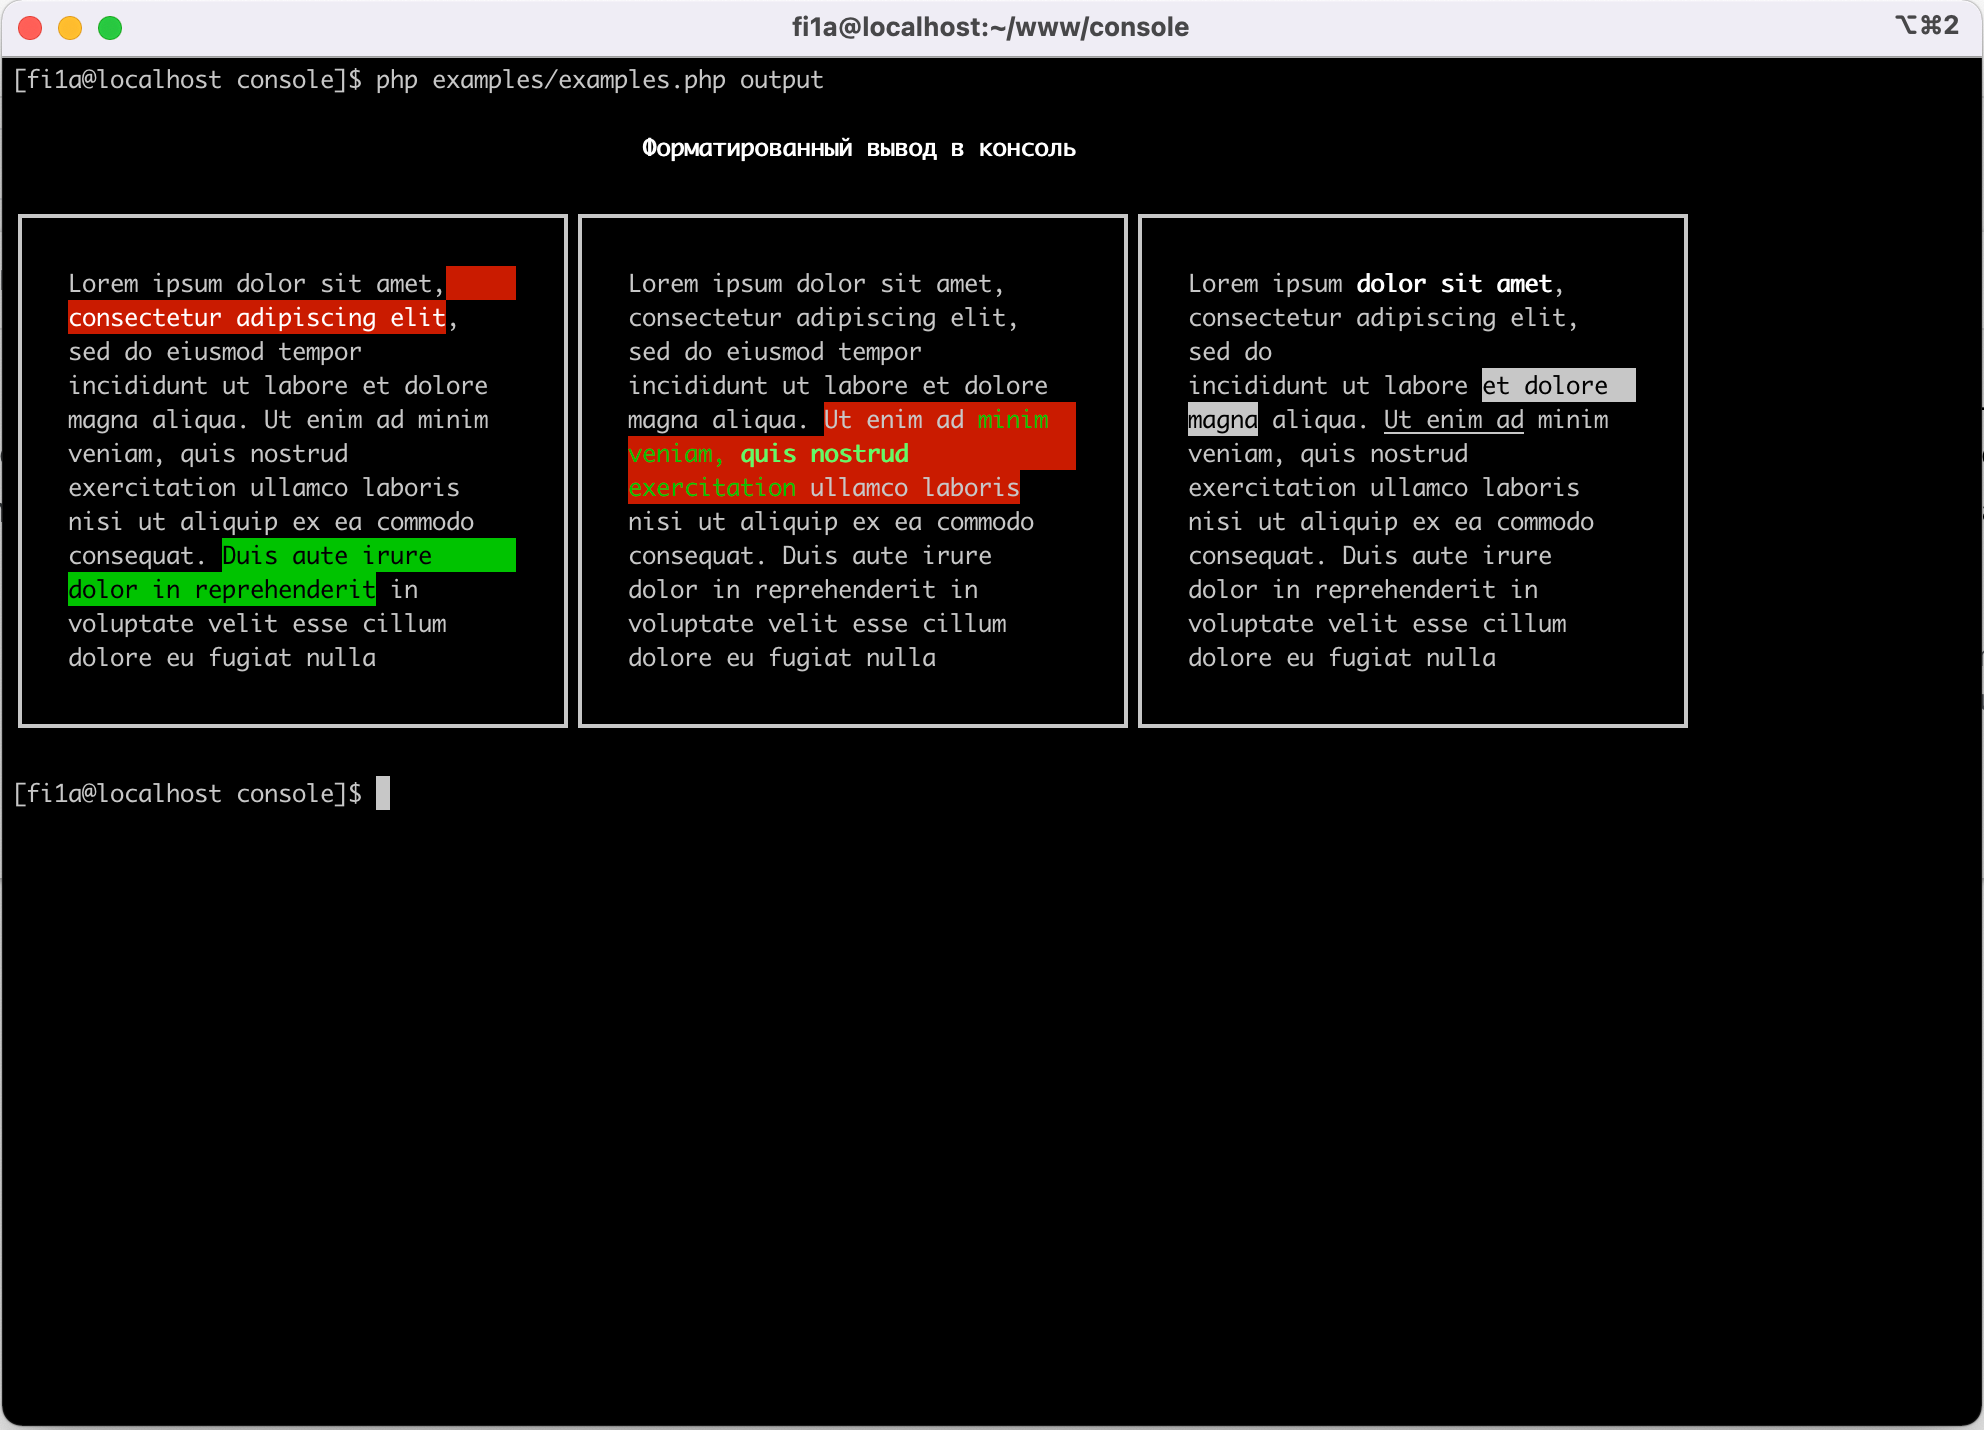 fi1a@localhost:~/www/console
⌥⌘2
[fi1a@localhost console]$ php examples/examples.php output
Форматированный вывод в консоль
Lorem ipsum dolor sit amet,
consectetur adipiscing elit,
sed do eiusmod tempor
incididunt ut labore et dolore
magna aliqua. Ut enim ad minim
veniam, quis nostrud
exercitation ullamco laboris
nisi ut aliquip ex ea commodo
consequat. Duis aute irure
dolor in reprehenderit in
voluptate velit esse cillum
dolore eu fugiat nulla
Lorem ipsum dolor sit amet,
consectetur adipiscing elit,
sed do eiusmod tempor
incididunt ut labore et dolore
magna aliqua. Ut enim ad minim
veniam, quis nostrud
exercitation ullamco laboris
nisi ut aliquip ex ea commodo
consequat. Duis aute irure
dolor in reprehenderit in
voluptate velit esse cillum
dolore eu fugiat nulla
Lorem ipsum dolor sit amet,
consectetur adipiscing elit,
sed do
incididunt ut labore et dolore
magna aliqua. Ut enim ad minim
veniam, quis nostrud
exercitation ullamco laboris
nisi ut aliquip ex ea commodo
consequat. Duis aute irure
dolor in reprehenderit in
voluptate velit esse cillum
dolore eu fugiat nulla
[fi1a@localhost console]$